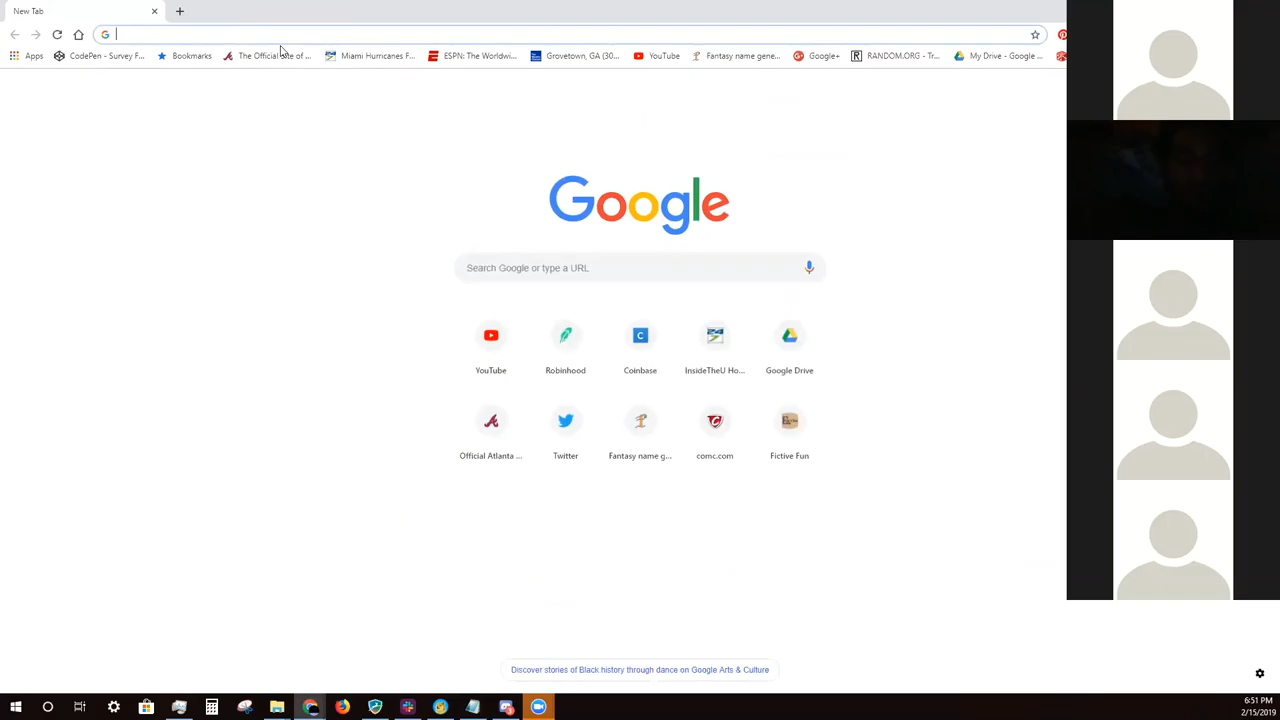 New Tab
Apps CodePen - Survey F... Bookmarks The Official Site of ... Miami Hurricanes F... ESPN: The Worldwi... Grovetown, GA (30... YouTube Fantasy name gene... Google+ RANDOM.ORG - Tr... My Drive - Google ...
Google
Search Google or type a URL
YouTube Robinhood Coinbase InsideTheU Ho... Google Drive
Official Atlanta ... Twitter Fantasy name g... comc.com Fictive Fun
Discover stories of Black history through dance on Google Arts & Culture
6:51 PM
2/15/2019